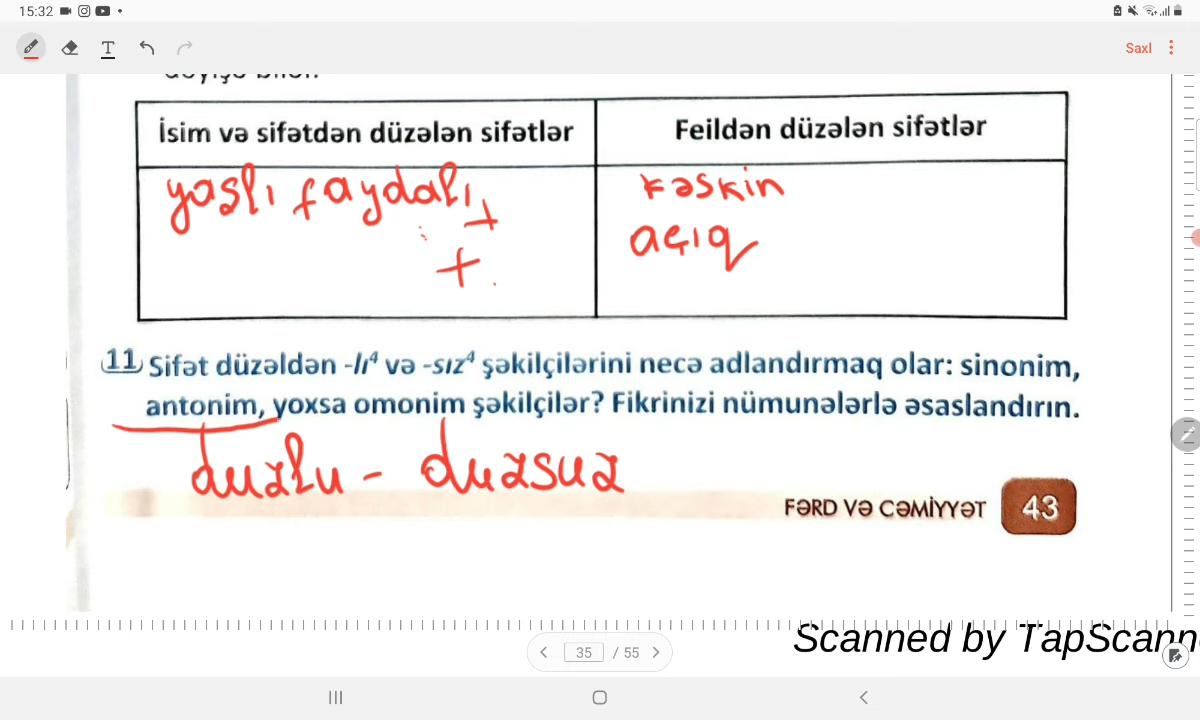 15:32
Saxl
İsim və sifətdən düzələn sifətlər
Feildən düzələn sifətlər
yaşlı faydalı
kəskin
açıq
11 Sifət düzəldən -lı⁴ və -sız⁴ şəkilçilərini necə adlandırmaq olar: sinonim,
antonim, yoxsa omonim şəkilçilər? Fikrinizi nümunələrlə əsaslandırın.
duzlu - duzsuz
FƏRD VƏ CƏMİYYƏT 43
35 / 55
Scanned by TapScann